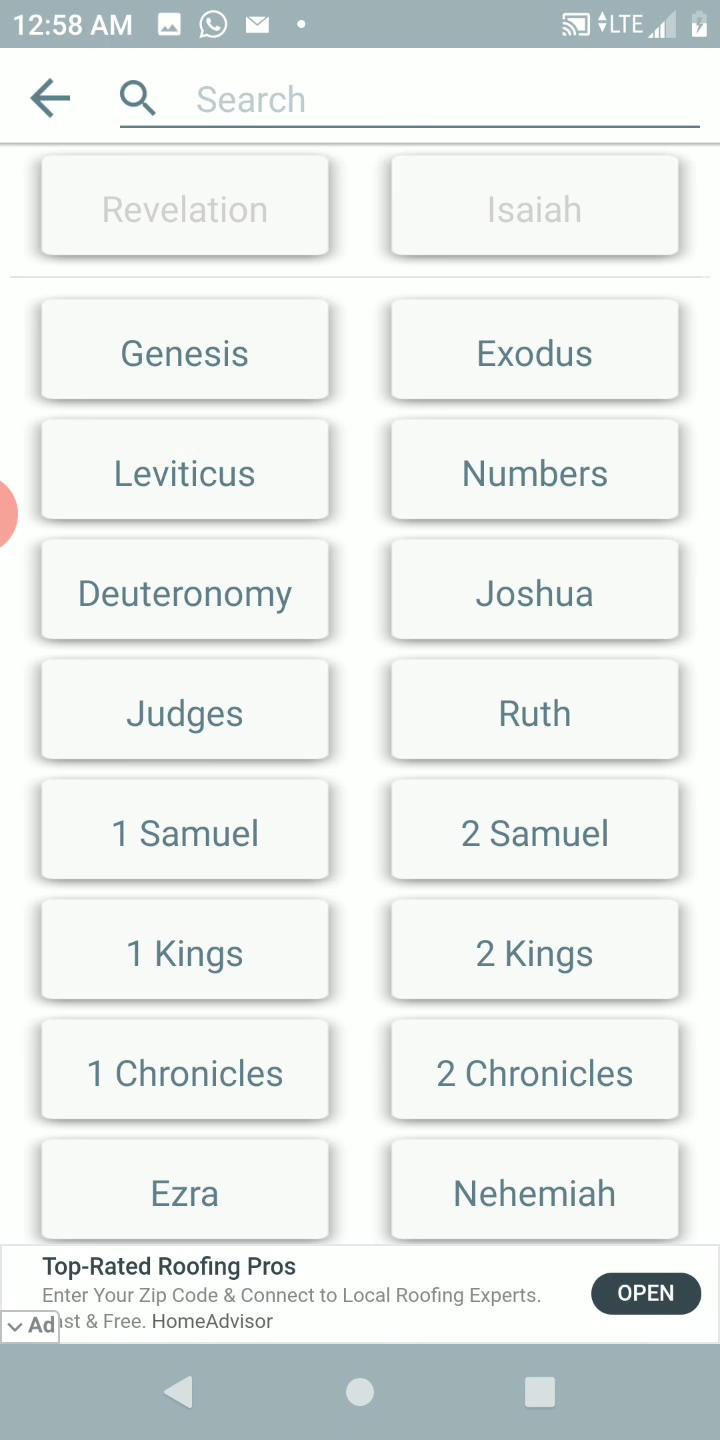 12:58 AM LTE
Search
Revelation Isaiah
Genesis Exodus
Leviticus Numbers
Deuteronomy Joshua
Judges Ruth
1 Samuel 2 Samuel
1 Kings 2 Kings
1 Chronicles 2 Chronicles
Ezra Nehemiah
Top-Rated Roofing Pros
Enter Your Zip Code & Connect to Local Roofing Experts.
OPEN
Ad st & Free. HomeAdvisor